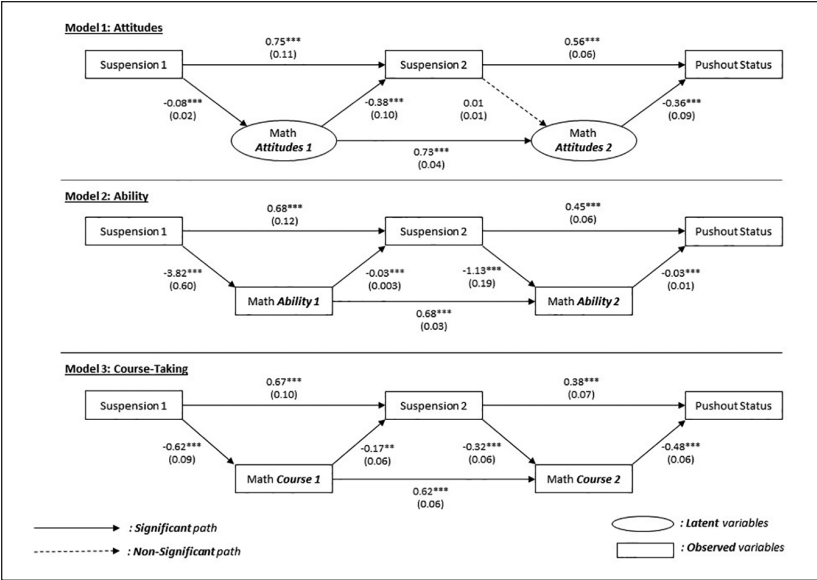 Model 1: Attitudes
0.75***
(0.11)
0.56***
(0.06)
Suspension 1
Suspension 2
Pushout Status
-0.08***
(0.02)
-0.38***
(0.10)
0.01
(0.01)
-0.36***
(0.09)
Math
Attitudes 1
Math
Attitudes 2
0.73***
(0.04)
Model 2: Ability
0.68***
(0.12)
0.45***
(0.06)
Suspension 1
Suspension 2
Pushout Status
-3.82***
(0.60)
-0.03***
(0.003)
-1.13***
(0.19)
-0.03***
(0.01)
Math Ability 1
Math Ability 2
0.68***
(0.03)
Model 3: Course-Taking
0.67***
(0.10)
0.38***
(0.07)
Suspension 1
Suspension 2
Pushout Status
-0.62***
(0.09)
-0.17**
(0.06)
-0.32***
(0.06)
-0.48***
(0.06)
Math Course 1
Math Course 2
0.62***
(0.06)
: Significant path
: Non-Significant path
: Latent variables
: Observed variables